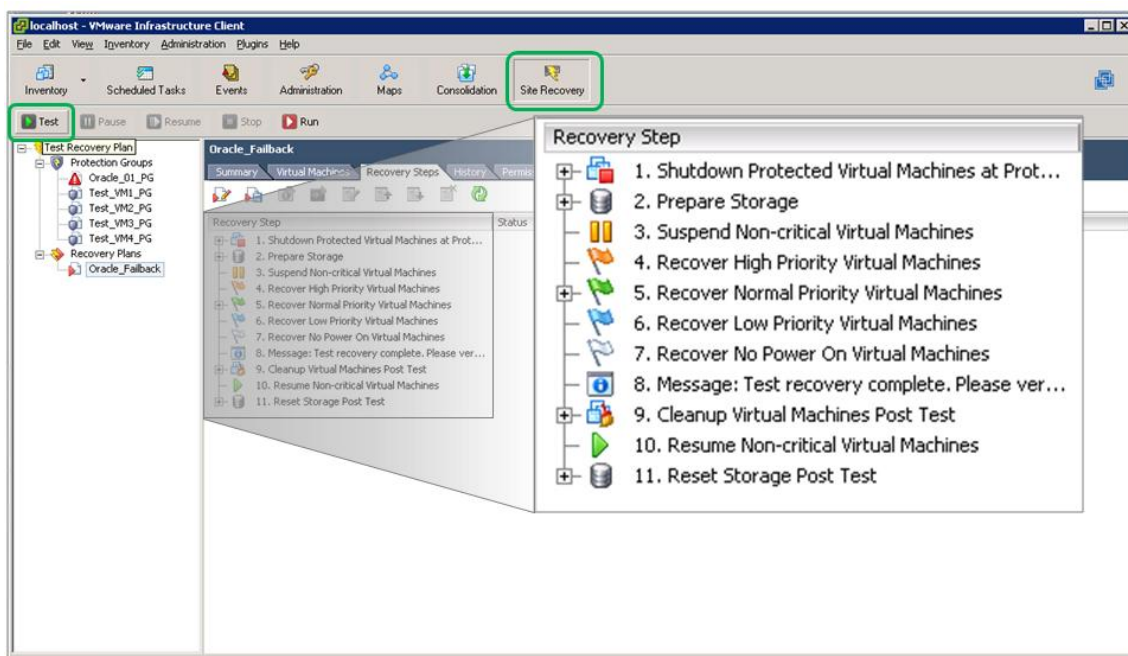 localhost - VMware Infrastructure Client
File Edit View Inventory Administration Plugins Help
Inventory Scheduled Tasks Events Administration Maps Consolidation Site Recovery
Test Pause Resume Stop Run
Test Recovery Plan
Protection Groups
Oracle_01_PG
Test_VM1_PG
Test_VM2_PG
Test_VM3_PG
Test_VM4_PG
Recovery Plans
Oracle_Failback
Oracle_Failback
Summary Virtual Machines Recovery Steps History Permis
Recovery Step Status
1. Shutdown Protected Virtual Machines at Prot...
2. Prepare Storage
3. Suspend Non-critical Virtual Machines
4. Recover High Priority Virtual Machines
5. Recover Normal Priority Virtual Machines
6. Recover Low Priority Virtual Machines
7. Recover No Power On Virtual Machines
8. Message: Test recovery complete. Please ver...
9. Cleanup Virtual Machines Post Test
10. Resume Non-critical Virtual Machines
11. Reset Storage Post Test
Recovery Step
1. Shutdown Protected Virtual Machines at Prot...
2. Prepare Storage
3. Suspend Non-critical Virtual Machines
4. Recover High Priority Virtual Machines
5. Recover Normal Priority Virtual Machines
6. Recover Low Priority Virtual Machines
7. Recover No Power On Virtual Machines
8. Message: Test recovery complete. Please ver...
9. Cleanup Virtual Machines Post Test
10. Resume Non-critical Virtual Machines
11. Reset Storage Post Test